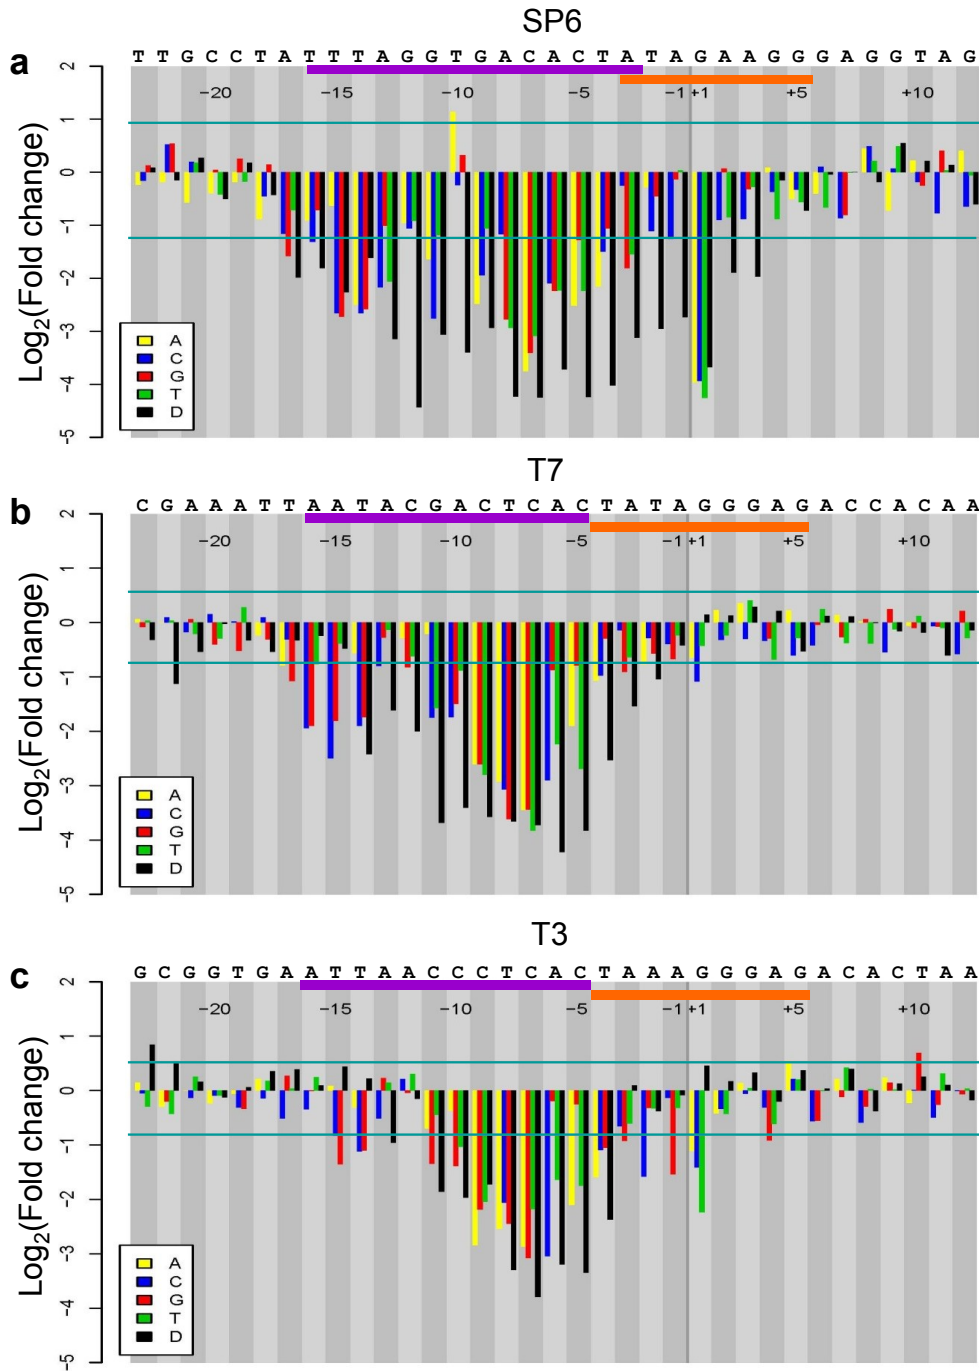 SP6
a
T T G C C T A T T T A G G T G A C A C T A T A G A A G G G A G G T A G
2
-20 -15 -10 -5 -1 +1 +5 +10
1
0
-1
-2
-3
-4
-5
Log2(Fold change)
A
C
G
T
D
T7
b
C G A A A T T A A T A C G A C T C A C T A T A G G G A G A C C A C A A
2
-20 -15 -10 -5 -1 +1 +5 +10
1
0
-1
-2
-3
-4
-5
Log2(Fold change)
A
C
G
T
D
T3
c
G C G G T G A A T T A A C C C T C A C T A A A G G G A G A C A C T A A
2
-20 -15 -10 -5 -1 +1 +5 +10
1
0
-1
-2
-3
-4
-5
Log2(Fold change)
A
C
G
T
D